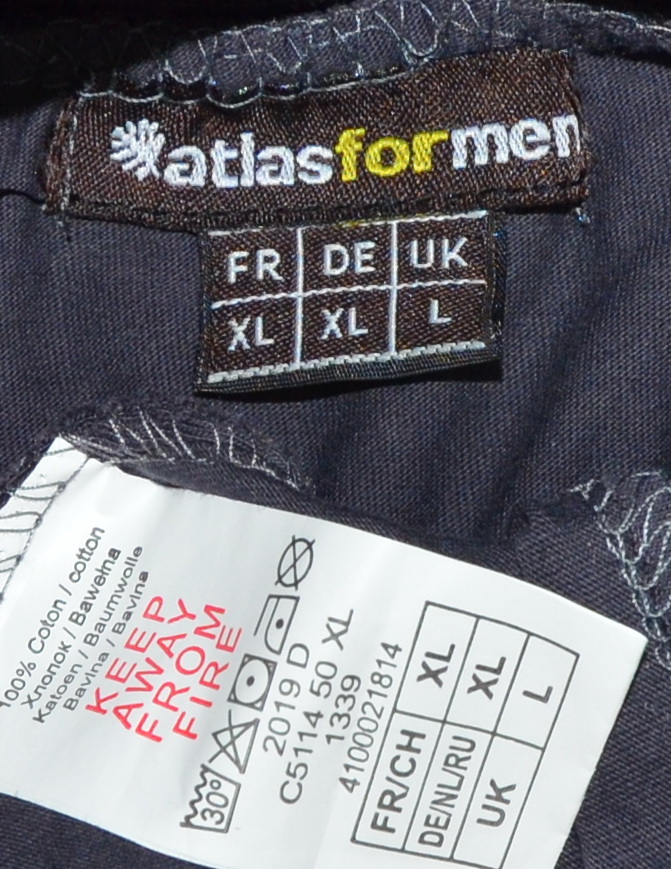 atlasformen
FR DE UK
XL XL L
100% Coton / cotton
Хлопок / Bawełna
Katoen / Baumwolle
Bavlna / Bavlna
KEEP
AWAY
FROM
FIRE
30°
2019 D
C5114 50 XL
1339
4100021814
FR/CH XL
DE/NL/RU XL
UK L